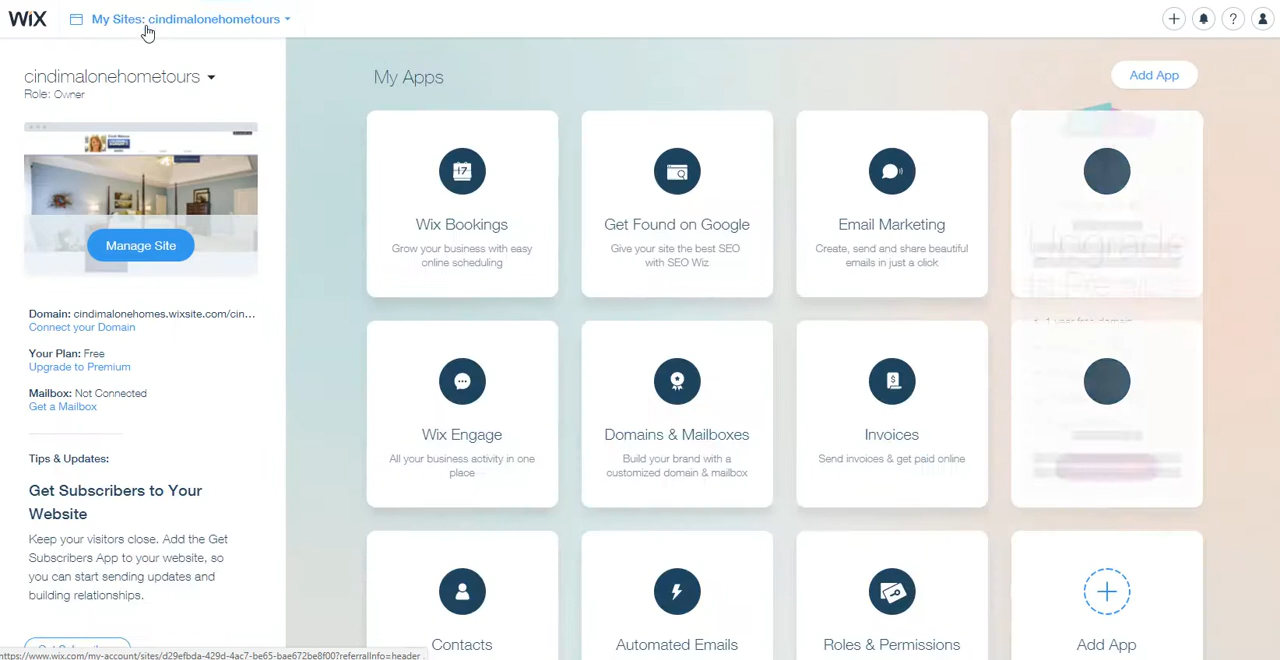 WiX My Sites: cindimalonehometours
cindimalonehometours
Role: Owner
Manage Site
Domain: cindimalonehomes.wixsite.com/cin...
Connect your Domain
Your Plan: Free
Upgrade to Premium
Mailbox: Not Connected
Get a Mailbox
Tips & Updates:
Get Subscribers to Your
Website
Keep your visitors close. Add the Get
Subscribers App to your website, so
you can start sending updates and
building relationships.
https://www.wix.com/my-account/sites/d29efbda-429d-4ac7-be65-bae672be8f00?referralInfo=header
My Apps
Add App
17
Wix Bookings
Grow your business with easy
online scheduling
Get Found on Google
Give your site the best SEO
with SEO Wiz
Email Marketing
Create, send and share beautiful
emails in just a click
Upgrade
1 year free domain
Wix Engage
All your business activity in one
place
Domains & Mailboxes
Build your brand with a
customized domain & mailbox
Invoices
Send invoices & get paid online
Contacts
Automated Emails
Roles & Permissions
Add App